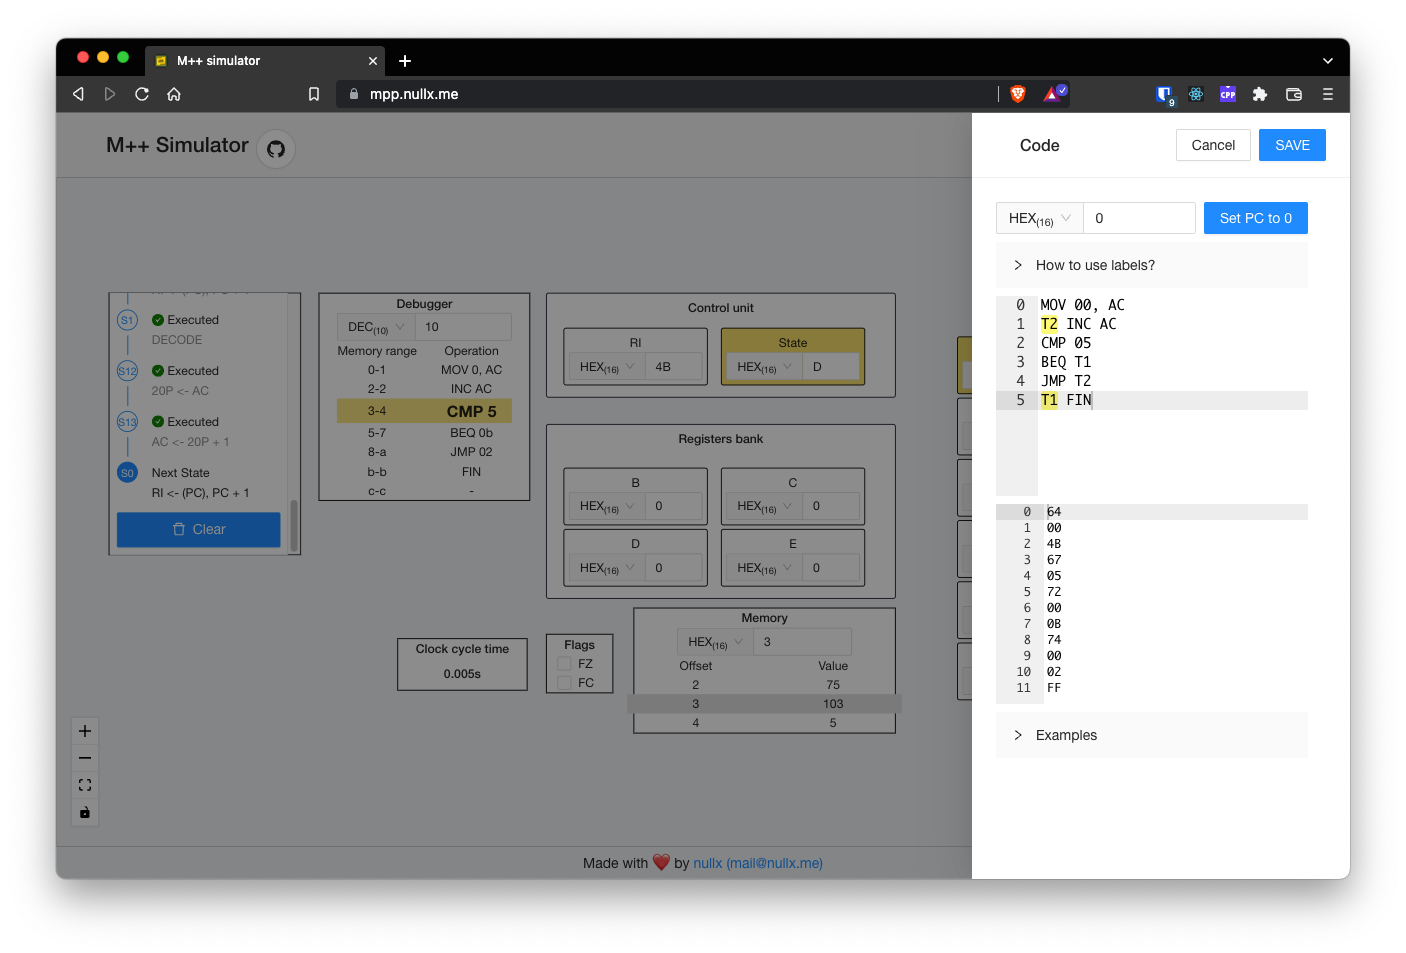 M++ simulator
mpp.nullx.me
9
CPP
M++ Simulator
Code
Cancel
SAVE
HEX(16)
0
Set PC to 0
How to use labels?
0 MOV 00, AC
1 T2 INC AC
2 CMP 05
3 BEQ T1
4 JMP T2
5 T1 FIN
0 64
1 00
2 4B
3 67
4 05
5 72
6 00
7 0B
8 74
9 00
10 02
11 FF
Examples
S1 Executed
DECODE
S12 Executed
20P <- AC
S13 Executed
AC <- 20P + 1
S0 Next State
RI <- (PC), PC + 1
Clear
Debugger
DEC(10) 10
Memory range Operation
0-1 MOV 0, AC
2-2 INC AC
3-4 CMP 5
5-7 BEQ 0b
8-a JMP 02
b-b FIN
c-c -
Control unit
RI
HEX(16) 4B
State
HEX(16) D
Registers bank
B
HEX(16) 0
C
HEX(16) 0
D
HEX(16) 0
E
HEX(16) 0
Clock cycle time
0.005s
Flags
FZ
FC
Memory
HEX(16) 3
Offset Value
2 75
3 103
4 5
Made with ❤️ by nullx (mail@nullx.me)